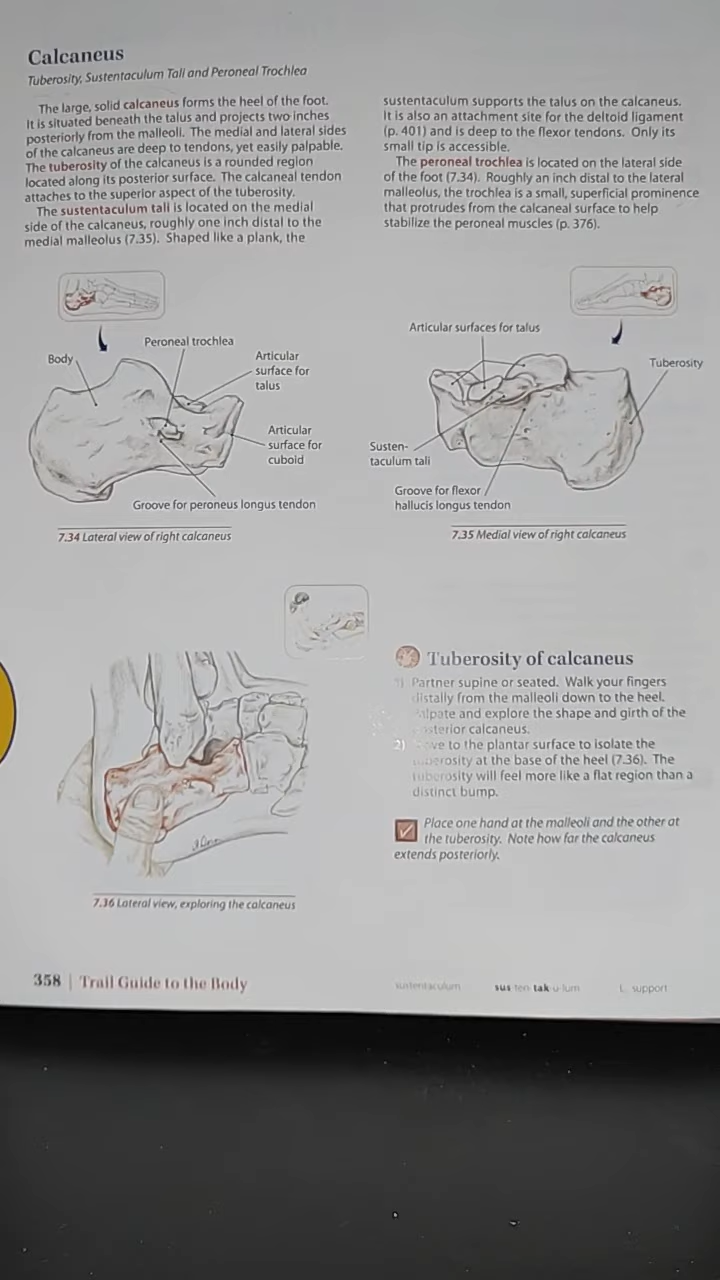 Calcaneus
Tuberosity, Sustentaculum Tali and Peroneal Trochlea
The large, solid calcaneus forms the heel of the foot.
It is situated beneath the talus and projects two inches
posteriorly from the malleoli. The medial and lateral sides
of the calcaneus are deep to tendons, yet easily palpable.
The tuberosity of the calcaneus is a rounded region
located along its posterior surface. The calcaneal tendon
attaches to the superior aspect of the tuberosity.
The sustentaculum tali is located on the medial
side of the calcaneus, roughly one inch distal to the
medial malleolus (7.35). Shaped like a plank, the
sustentaculum supports the talus on the calcaneus.
It is also an attachment site for the deltoid ligament
(p. 401) and is deep to the flexor tendons. Only its
small tip is accessible.
The peroneal trochlea is located on the lateral side
of the foot (7.34). Roughly an inch distal to the lateral
malleolus, the trochlea is a small, superficial prominence
that protrudes from the calcaneal surface to help
stabilize the peroneal muscles (p. 376).
Body
Peroneal trochlea
Articular
surface for
talus
Articular
surface for
cuboid
Groove for peroneus longus tendon
7.34 Lateral view of right calcaneus
Articular surfaces for talus
Tuberosity
Susten-
taculum tali
Groove for flexor
hallucis longus tendon
7.35 Medial view of right calcaneus
7.36 Lateral view, exploring the calcaneus
Tuberosity of calcaneus
1) Partner supine or seated. Walk your fingers
distally from the malleoli down to the heel.
and explore the shape and girth of the
calcaneus.
2) to the plantar surface to isolate the
tuberosity at the base of the heel (7.36). The
tuberosity will feel more like a flat region than a
distinct bump.
Place one hand at the malleoli and the other at
the tuberosity. Note how far the calcaneus
extends posteriorly.
358 | Trail Guide to the Body
sustentaculum sus-ten-tak-u-lum L. support